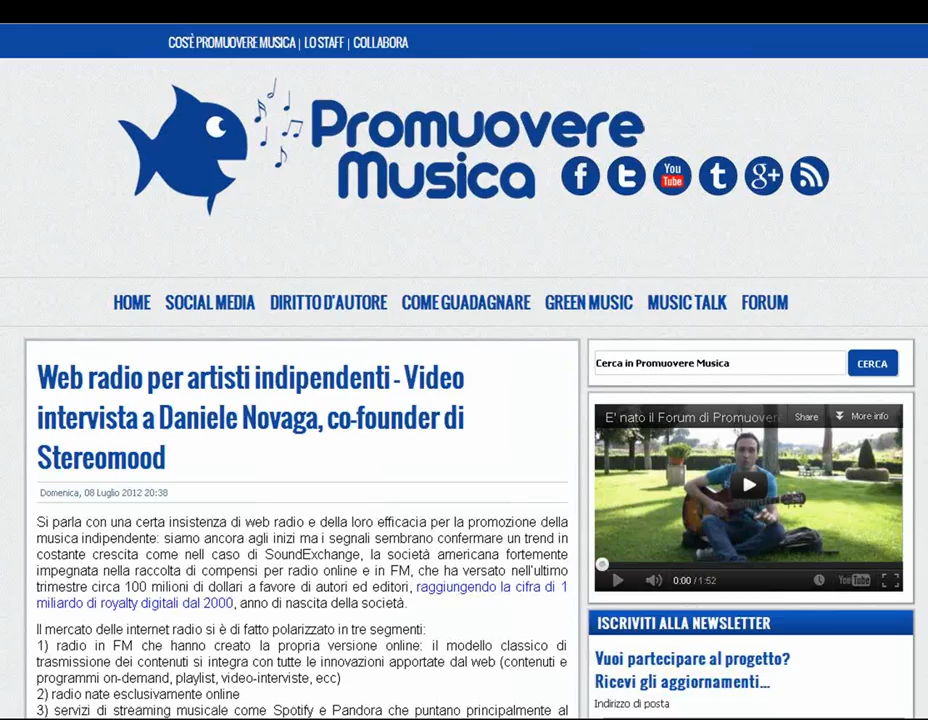 COS'È PROMUOVERE MUSICA | LO STAFF | COLLABORA
Promuovere
Musica
f t You Tube t g+
HOME SOCIAL MEDIA DIRITTO D'AUTORE COME GUADAGNARE GREEN MUSIC MUSIC TALK FORUM
Web radio per artisti indipendenti - Video
intervista a Daniele Novaga, co-founder di
Stereomood
Domenica, 08 Luglio 2012 20:38
Si parla con una certa insistenza di web radio e della loro efficacia per la promozione della
musica indipendente: siamo ancora agli inizi ma i segnali sembrano confermare un trend in
costante crescita come nell caso di SoundExchange, la società americana fortemente
impegnata nella raccolta di compensi per radio online e in FM, che ha versato nell'ultimo
trimestre circa 100 milioni di dollari a favore di autori ed editori, raggiungendo la cifra di 1
miliardo di royalty digitali dal 2000, anno di nascita della società.
Il mercato delle internet radio si è di fatto polarizzato in tre segmenti:
1) radio in FM che hanno creato la propria versione online: il modello classico di
trasmissione dei contenuti si integra con tutte le innovazioni apportate dal web (contenuti e
programmi on-demand, playlist, video-interviste, ecc)
2) radio nate esclusivamente online
3) servizi di streaming musicale come Spotify e Pandora che puntano principalmente al
Cerca in Promuovere Musica CERCA
E' nato il Forum di Promuover Share More info
0:00 / 1:52 YouTube
ISCRIVITI ALLA NEWSLETTER
Vuoi partecipare al progetto?
Ricevi gli aggiornamenti...
Indirizzo di posta